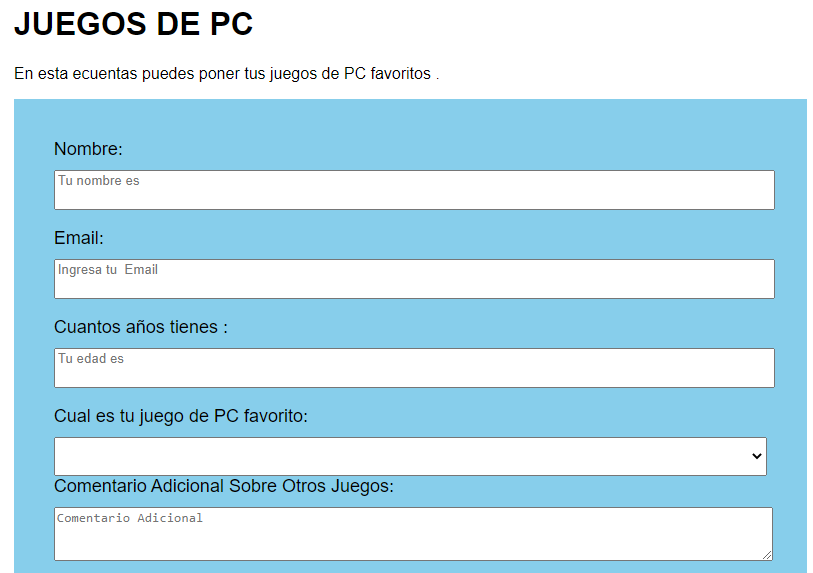 JUEGOS DE PC
En esta ecuentas puedes poner tus juegos de PC favoritos .
Nombre:
Tu nombre es
Email:
Ingresa tu  Email
Cuantos años tienes :
Tu edad es
Cual es tu juego de PC favorito:
Comentario Adicional Sobre Otros Juegos:
Comentario Adicional